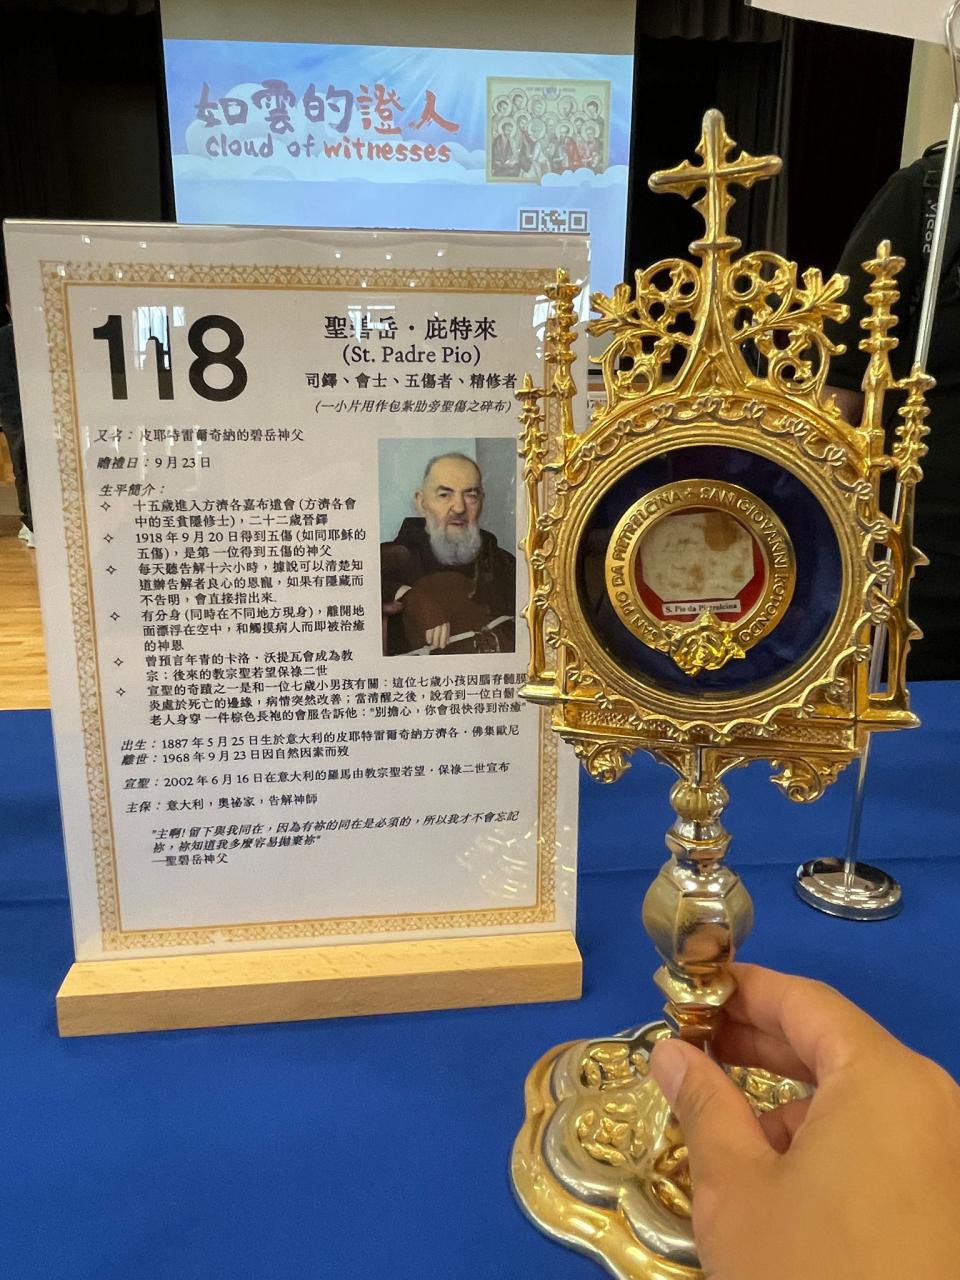 如雲的證人
cloud of witnesses
118
聖碧岳·庇特來
(St. Padre Pio)
司鐸、會士、五傷者、精修者
(一小片用作包紮肋旁聖傷之碎布)
又名：皮耶特雷爾奇納的碧岳神父
瞻禮日：9月23日
生平簡介：
✧ 十五歲進入方濟各嘉布遣會 (方濟各會
中的至貧隱修士)，二十二歲晉鐸
✧ 1918年9月20日得到五傷 (如同耶穌的
五傷)，是第一位得到五傷的神父
✧ 每天聽告解十六小時，據說可以清楚知
道辦告解者良心的恩寵，如果有隱藏而
不告明，會直接指出來.
✧ 有分身 (同時在不同地方現身)，離開地
面漂浮在空中，和觸摸病人而即被治癒
的神恩
✧ 曾預言年青的卡洛·沃提瓦會成為教
宗：後來的教宗聖若望保祿二世
✧ 宣聖的奇蹟之一是和一位七歲小男孩有關：這位七歲小孩因腦脊髓膜
炎處於死亡的邊緣，病情突然改善；當清醒之後，說看到一位白鬍
老人身穿一件棕色長袍的會服告訴他："別擔心，你會很快得到治癒"
出生：1887年5月25日生於意大利的皮耶特雷爾奇納方濟各·佛集歐尼
離世：1968年9月23日因自然因素而歿
宣聖：2002年6月16日在意大利的羅馬由教宗聖若望·保祿二世宣布
主保：意大利，奧祕家，告解神師
"主啊! 留下與我同在，因為有祢的同在是必須的，所以我才不會忘記
祢，祢知道我多麼容易拋棄祢"
—聖碧岳神父
SAN PIO DA PIETRELCINA + SAN GIOVANNI ROTONDO
S. Pio da Pietrelcina